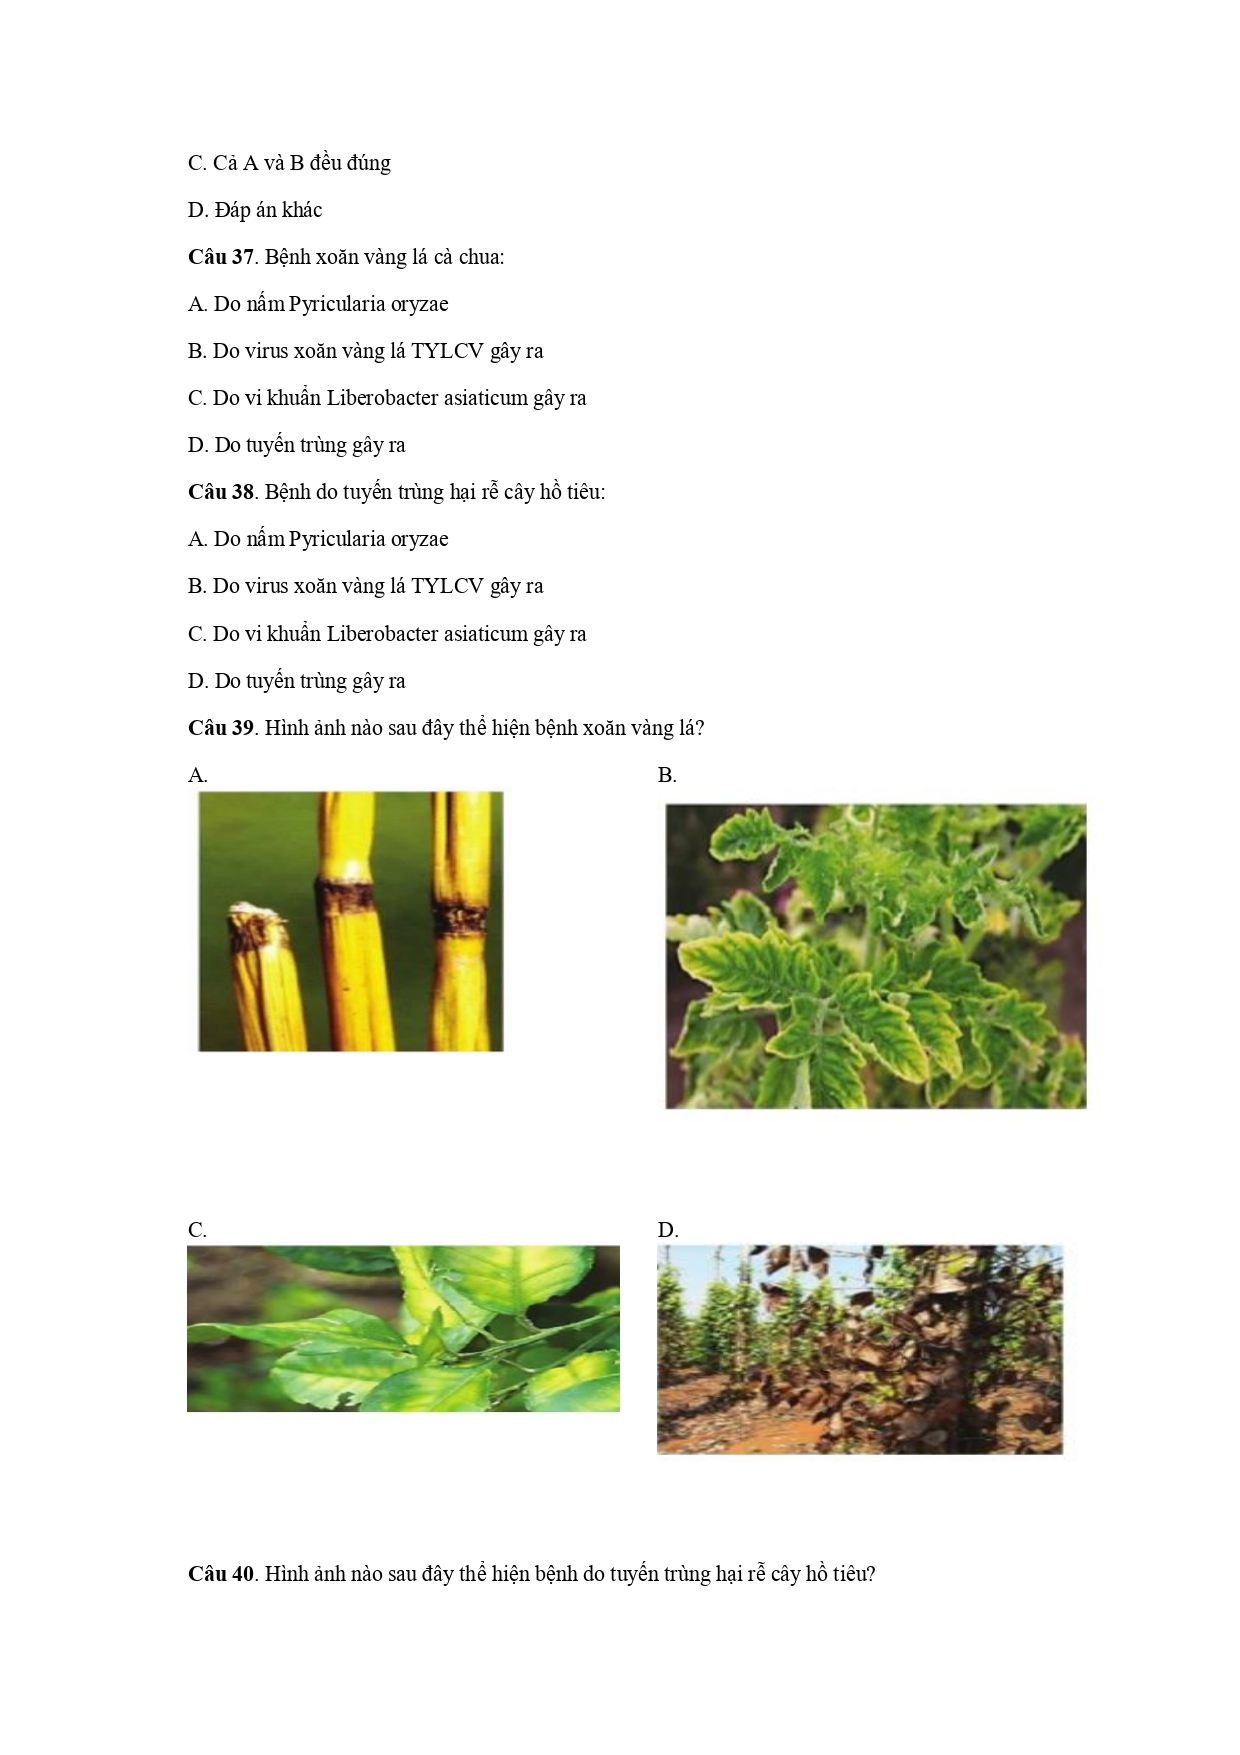 C. Cả A và B đều đúng
D. Đáp án khác
Câu 37. Bệnh xoăn vàng lá cà chua:
A. Do nấm Pyricularia oryzae
B. Do virus xoăn vàng lá TYLCV gây ra
C. Do vi khuẩn Liberobacter asiaticum gây ra
D. Do tuyến trùng gây ra
Câu 38. Bệnh do tuyến trùng hại rễ cây hồ tiêu:
A. Do nấm Pyricularia oryzae
B. Do virus xoăn vàng lá TYLCV gây ra
C. Do vi khuẩn Liberobacter asiaticum gây ra
D. Do tuyến trùng gây ra
Câu 39. Hình ảnh nào sau đây thể hiện bệnh xoăn vàng lá?
A.
B.
C.
D.
Câu 40. Hình ảnh nào sau đây thể hiện bệnh do tuyến trùng hại rễ cây hồ tiêu?